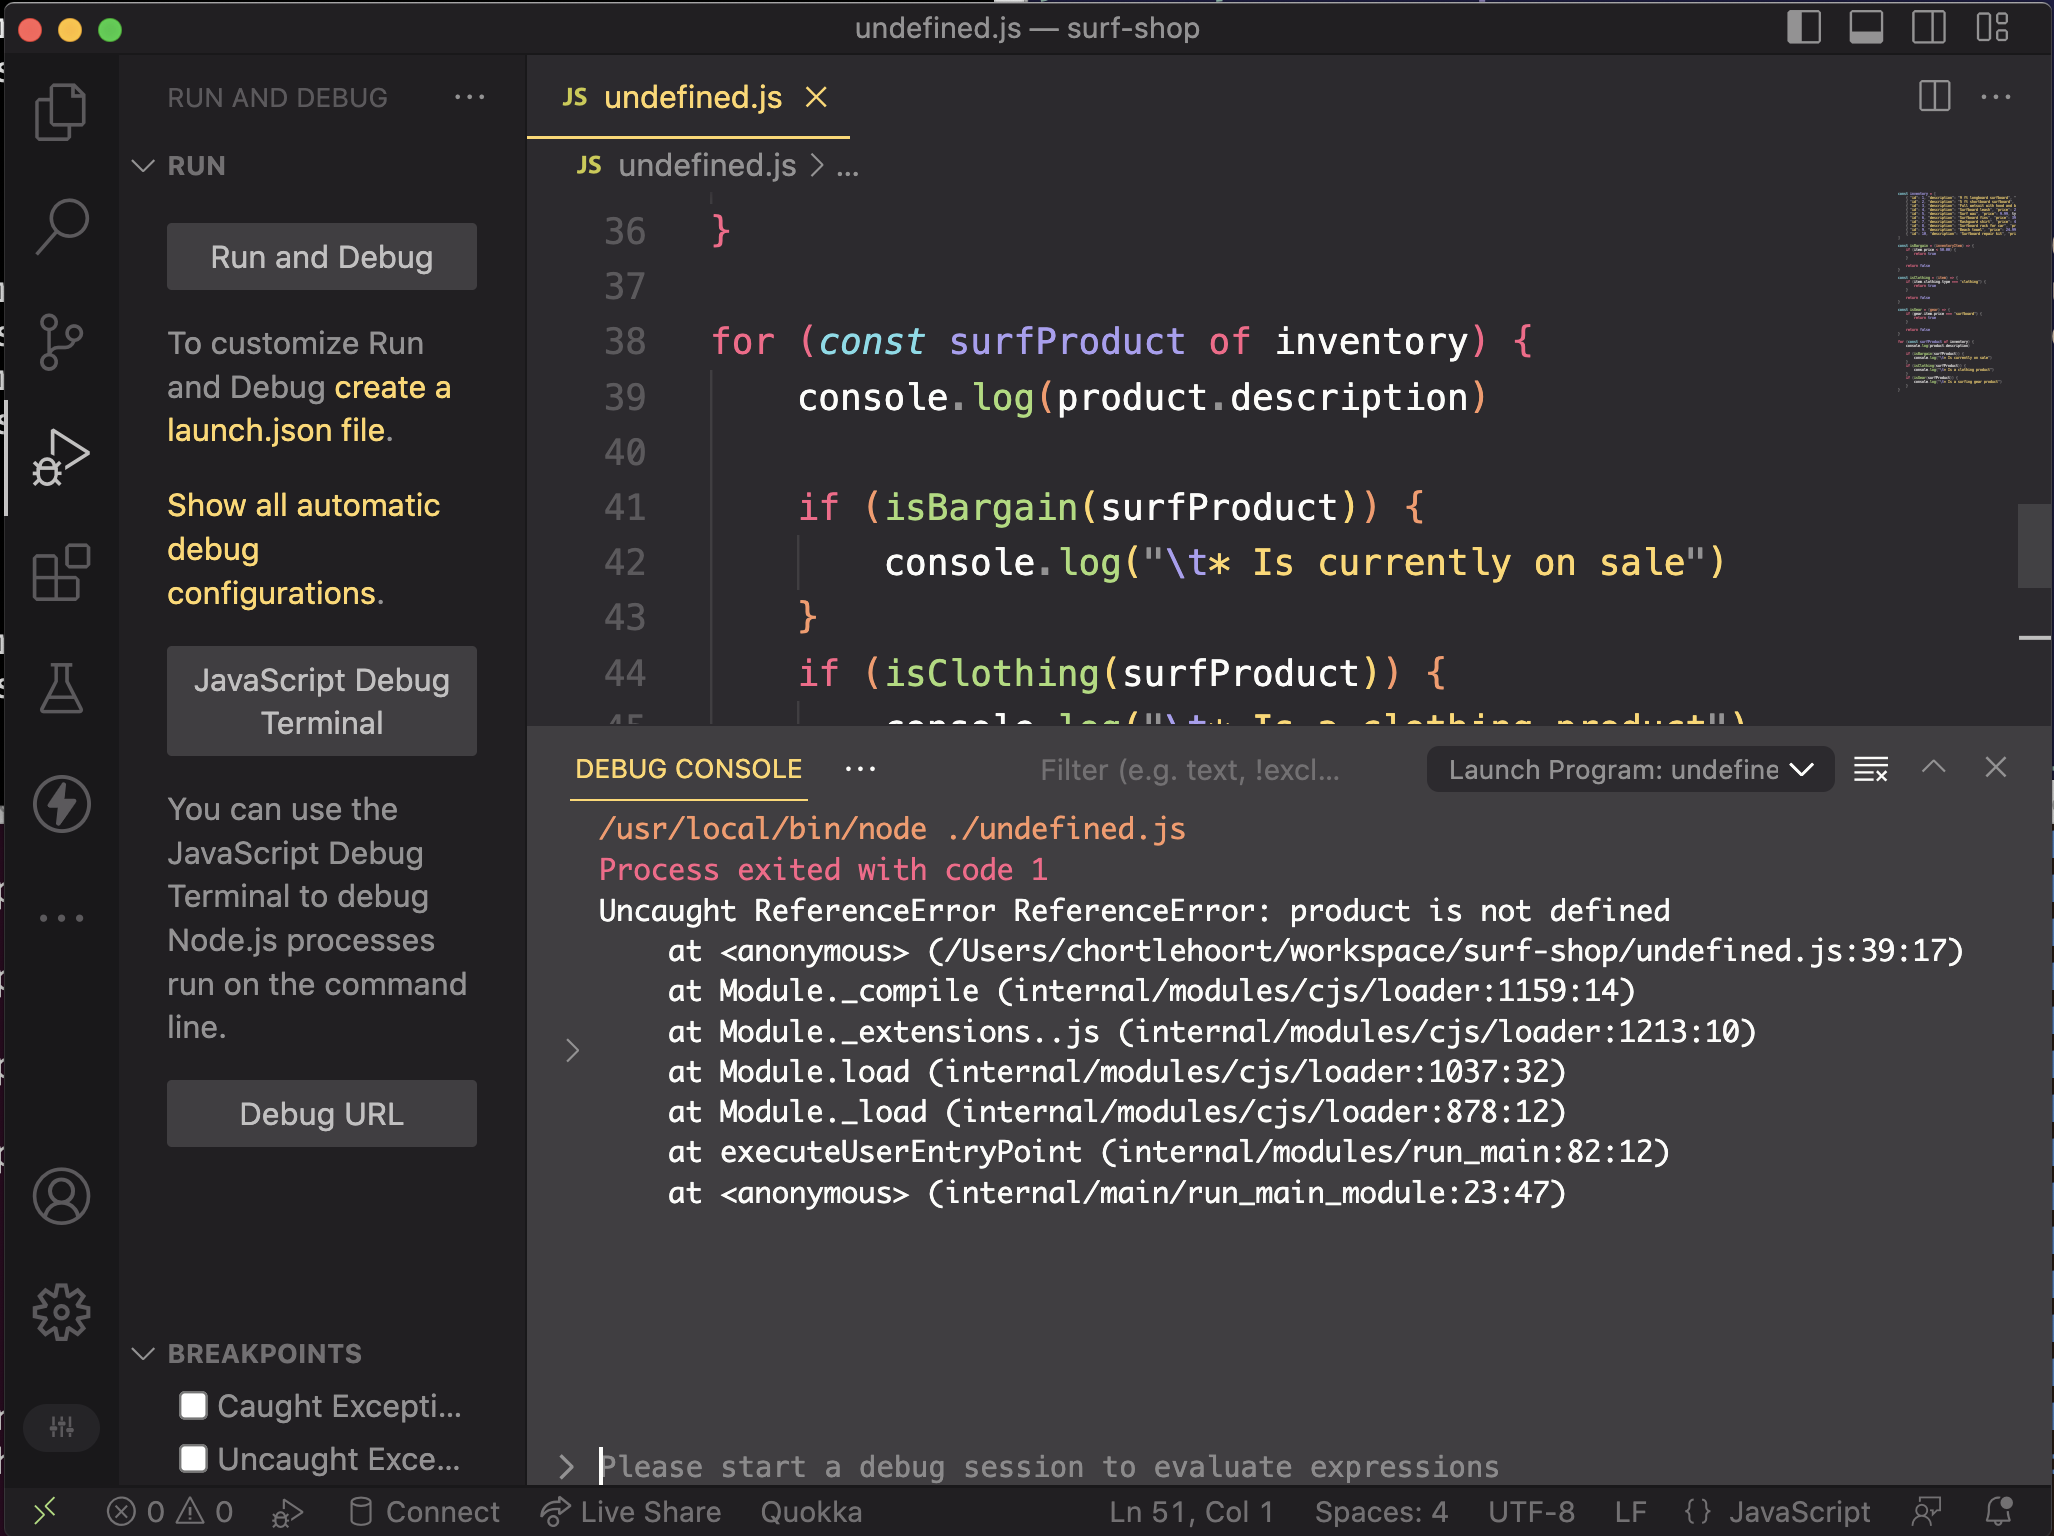 undefined.js — surf-shop
RUN AND DEBUG
RUN
Run and Debug
To customize Run
and Debug create a
launch.json file.
Show all automatic
debug
configurations.
JavaScript Debug
Terminal
You can use the
JavaScript Debug
Terminal to debug
Node.js processes
run on the command
line.
Debug URL
BREAKPOINTS
Caught Excepti...
Uncaught Exce...
JS undefined.js
JS undefined.js > ...
36 }
37
38 for (const surfProduct of inventory) {
39 console.log(product.description)
40
41 if (isBargain(surfProduct)) {
42 console.log("\t* Is currently on sale")
43 }
44 if (isClothing(surfProduct)) {
45 console.log("\t* Is a clothing product")
DEBUG CONSOLE ... Filter (e.g. text, !excl... Launch Program: undefine
/usr/local/bin/node ./undefined.js
Process exited with code 1
Uncaught ReferenceError ReferenceError: product is not defined
at <anonymous> (/Users/chortlehoort/workspace/surf-shop/undefined.js:39:17)
at Module._compile (internal/modules/cjs/loader:1159:14)
at Module._extensions..js (internal/modules/cjs/loader:1213:10)
at Module.load (internal/modules/cjs/loader:1037:32)
at Module._load (internal/modules/cjs/loader:878:12)
at executeUserEntryPoint (internal/modules/run_main:82:12)
at <anonymous> (internal/main/run_main_module:23:47)
Please start a debug session to evaluate expressions
0 0 Connect Live Share Quokka Ln 51, Col 1 Spaces: 4 UTF-8 LF {} JavaScript